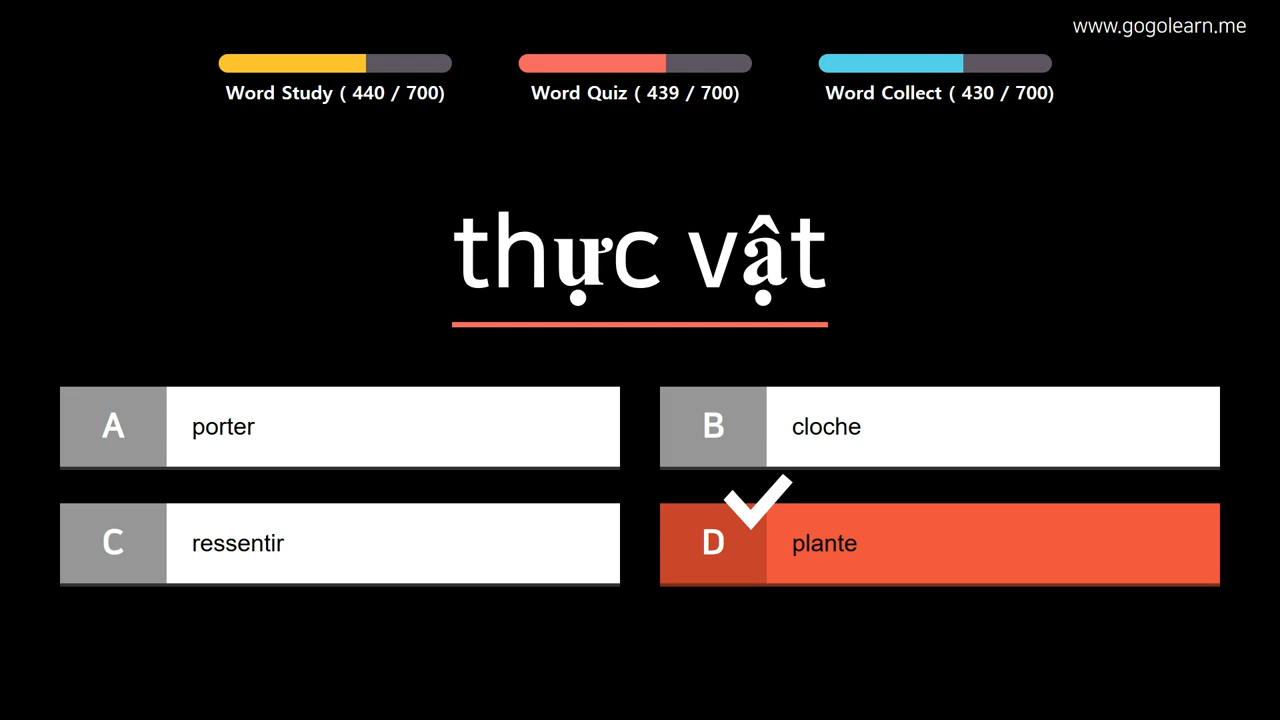 www.gogolearn.me
Word Study ( 440 / 700)
Word Quiz ( 439 / 700)
Word Collect ( 430 / 700)
thực vật
A porter
B cloche
C ressentir
D plante